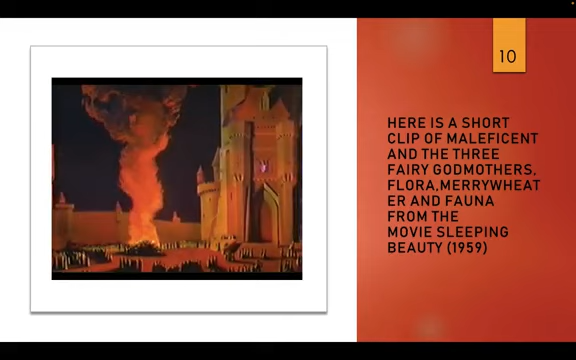 10
HERE IS A SHORT
CLIP OF MALEFICENT
AND THE THREE
FAIRY GODMOTHERS,
FLORA,MERRYWHEAT
ER AND FAUNA
FROM THE
MOVIE SLEEPING
BEAUTY (1959)